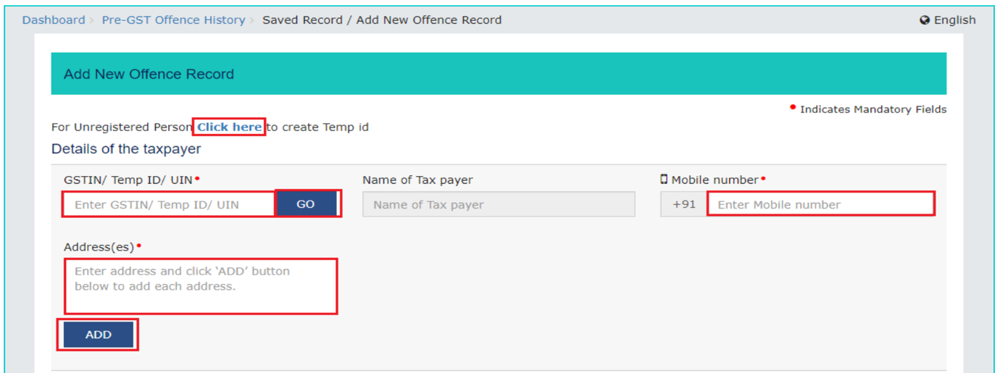 Dashboard > Pre-GST Offence History > Saved Record / Add New Offence Record English
Add New Offence Record
• Indicates Mandatory Fields
For Unregistered Person Click here to create Temp id
Details of the taxpayer
GSTIN/ Temp ID/ UIN • Name of Tax payer Mobile number •
Enter GSTIN/ Temp ID/ UIN GO Name of Tax payer +91 Enter Mobile number
Address(es) •
Enter address and click ‘ADD’ button
below to add each address.
ADD